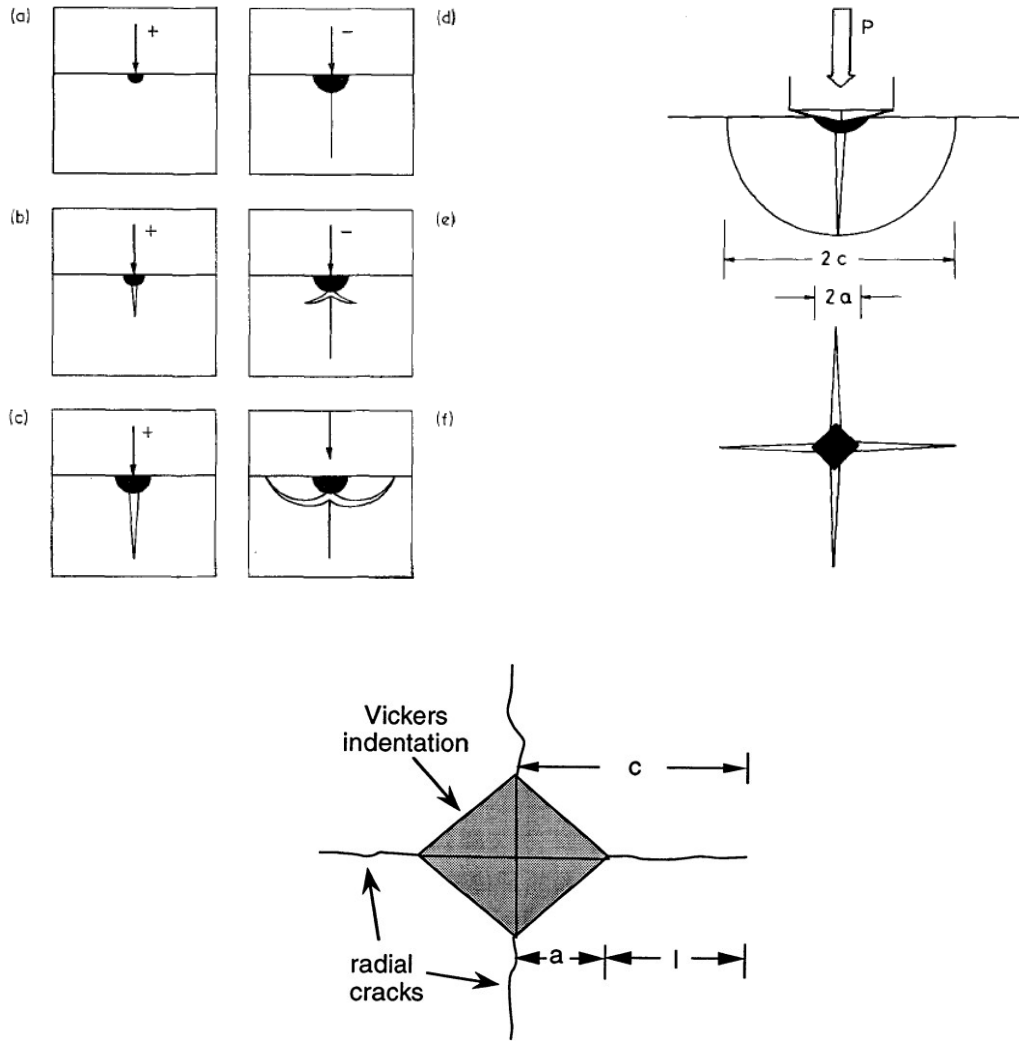 (a)
+
(d)
−
P
(b)
+
(e)
−
2 c
2 a
(c)
+
(f)
Vickers
indentation
c
a
l
radial
cracks